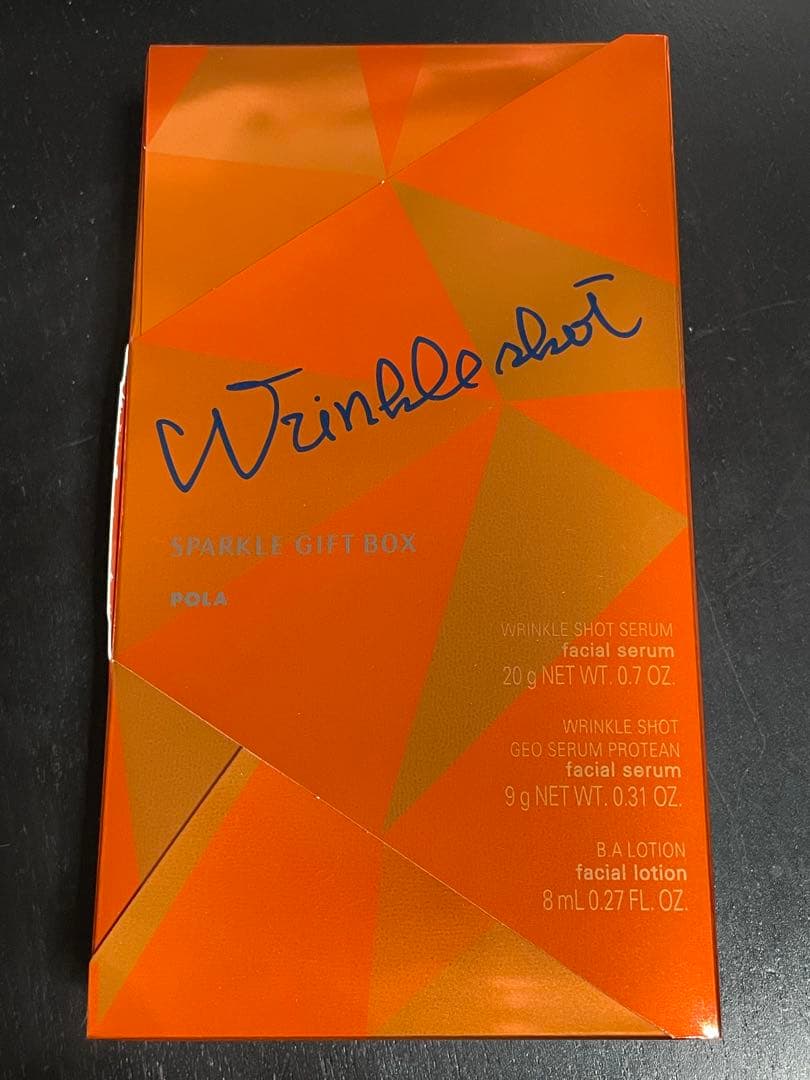 Wrinkle shot
SPARKLE GIFT BOX
POLA
WRINKLE SHOT SERUM
facial serum
20 g NET WT. 0.7 OZ.
WRINKLE SHOT
GEO SERUM PROTEAN
facial serum
9 g NET WT. 0.31 OZ.
B.A LOTION
facial lotion
8 mL 0.27 FL. OZ.